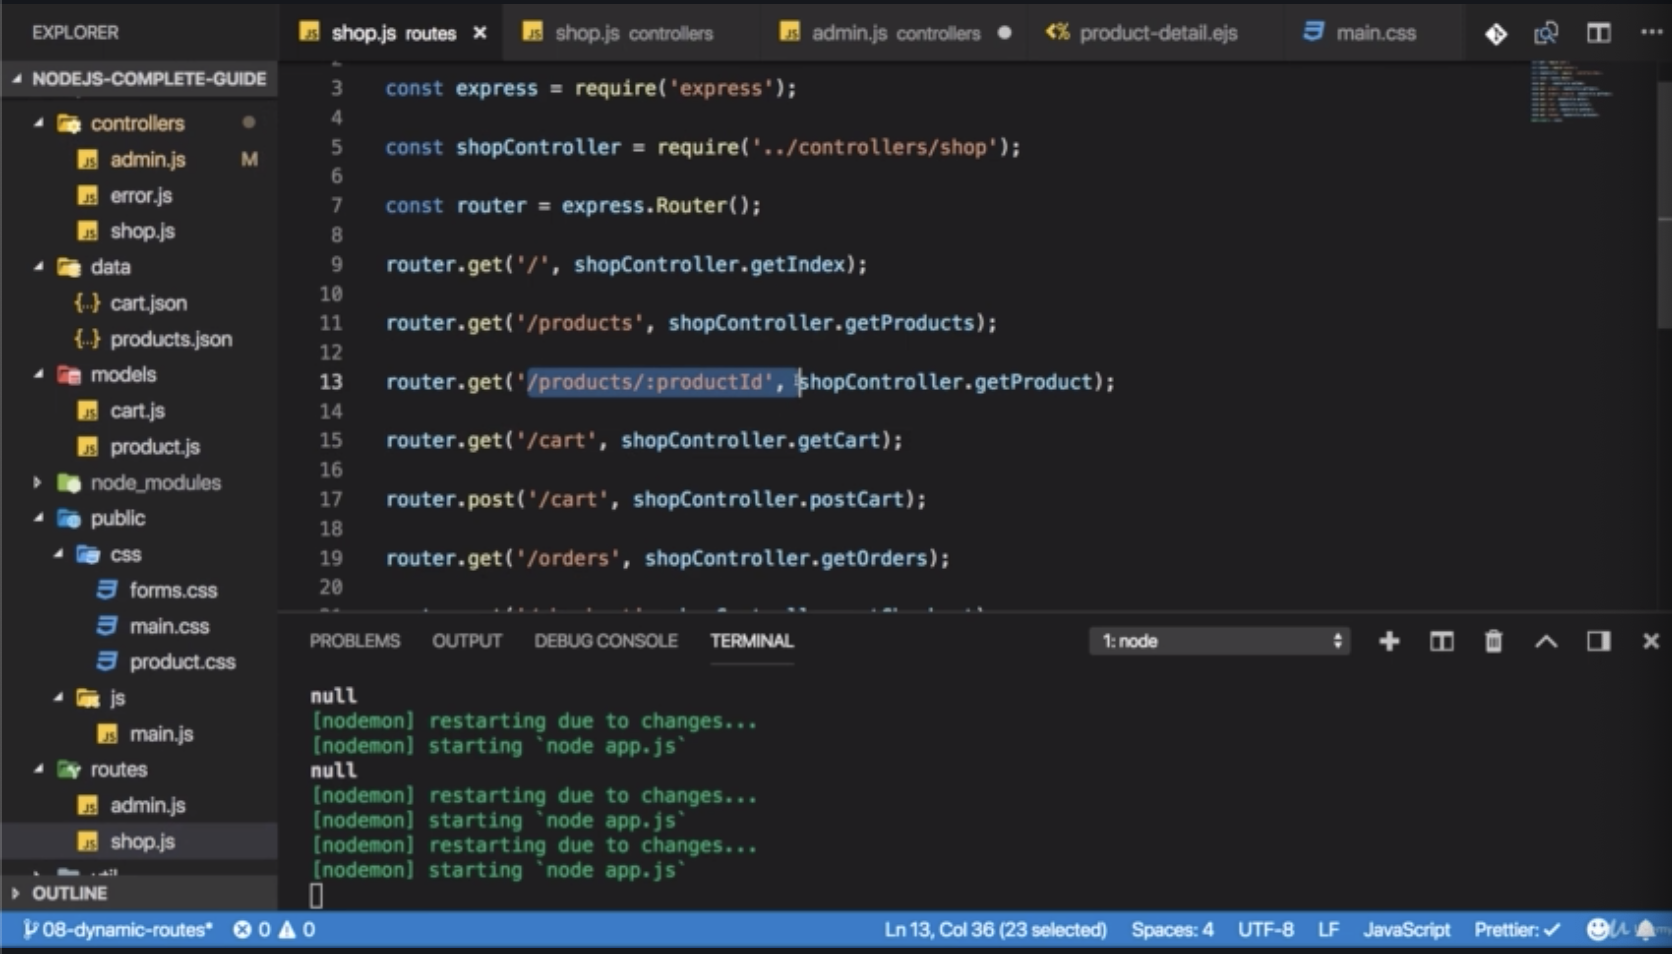 EXPLORER
shop.js routes
shop.js controllers
admin.js controllers
product-detail.ejs
main.css
NODEJS-COMPLETE-GUIDE
controllers
admin.js M
error.js
shop.js
data
cart.json
products.json
models
cart.js
product.js
node_modules
public
css
forms.css
main.css
product.css
js
main.js
routes
admin.js
shop.js
util
OUTLINE
3 const express = require('express');
4
5 const shopController = require('../controllers/shop');
6
7 const router = express.Router();
8
9 router.get('/', shopController.getIndex);
10
11 router.get('/products', shopController.getProducts);
12
13 router.get('/products/:productId', shopController.getProduct);
14
15 router.get('/cart', shopController.getCart);
16
17 router.post('/cart', shopController.postCart);
18
19 router.get('/orders', shopController.getOrders);
20
PROBLEMS OUTPUT DEBUG CONSOLE TERMINAL 1: node
null
[nodemon] restarting due to changes...
[nodemon] starting `node app.js`
null
[nodemon] restarting due to changes...
[nodemon] starting `node app.js`
[nodemon] restarting due to changes...
[nodemon] starting `node app.js`
08-dynamic-routes* 0 0 Ln 13, Col 36 (23 selected) Spaces: 4 UTF-8 LF JavaScript Prettier: ✓